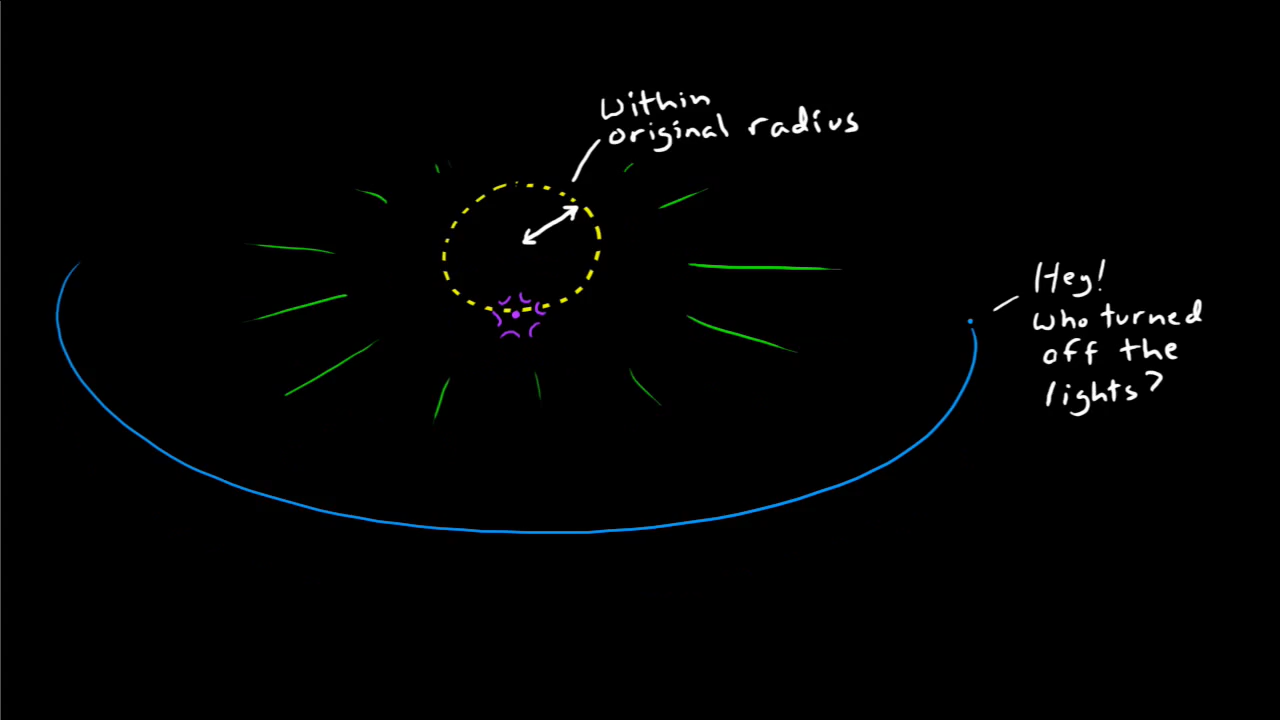 Within
original radius
Hey!
who turned
off the
lights?